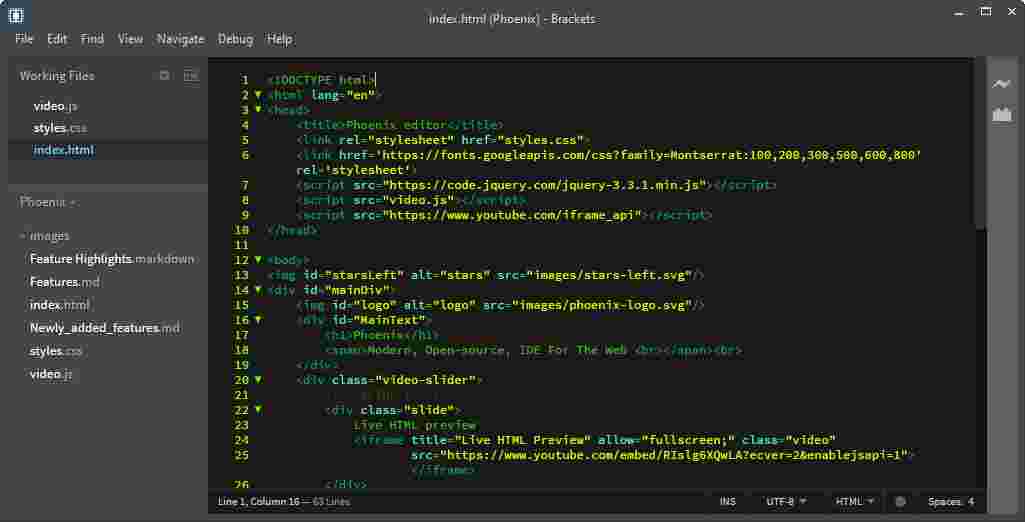 index.html (Phoenix) - Brackets
File Edit Find View Navigate Debug Help
Working Files
video.js
styles.css
index.html
Phoenix
images
Feature Highlights.markdown
Features.md
index.html
Newly_added_features.md
styles.css
video.js
1 <!DOCTYPE html>
2 <html lang="en">
3 <head>
4 <title>Phoenix editor</title>
5 <link rel="stylesheet" href="styles.css">
6 <link href='https://fonts.googleapis.com/css?family=Montserrat:100,200,300,500,600,800'
rel='stylesheet'>
7 <script src="https://code.jquery.com/jquery-3.3.1.min.js"></script>
8 <script src="video.js"></script>
9 <script src="https://www.youtube.com/iframe_api"></script>
10 </head>
11
12 <body>
13 <img id="starsLeft" alt="stars" src="images/stars-left.svg"/>
14 <div id="mainDiv">
15 <img id="logo" alt="logo" src="images/phoenix-logo.svg"/>
16 <div id="MainText">
17 <h1>Phoenix</h1>
18 <span>Modern, Open-source, IDE For The Web <br></span><br>
19 </div>
20 <div class="video-slider">
21
22 <div class="slide">
23 Live HTML preview
24 <iframe title="Live HTML Preview" allow="fullscreen;" class="video"
25 src="https://www.youtube.com/embed/RIslg6XQwLA?ecver=2&enablejsapi=1">
</iframe>
26 </div>
Line 1, Column 16 — 63 Lines
INS UTF-8 HTML Spaces: 4